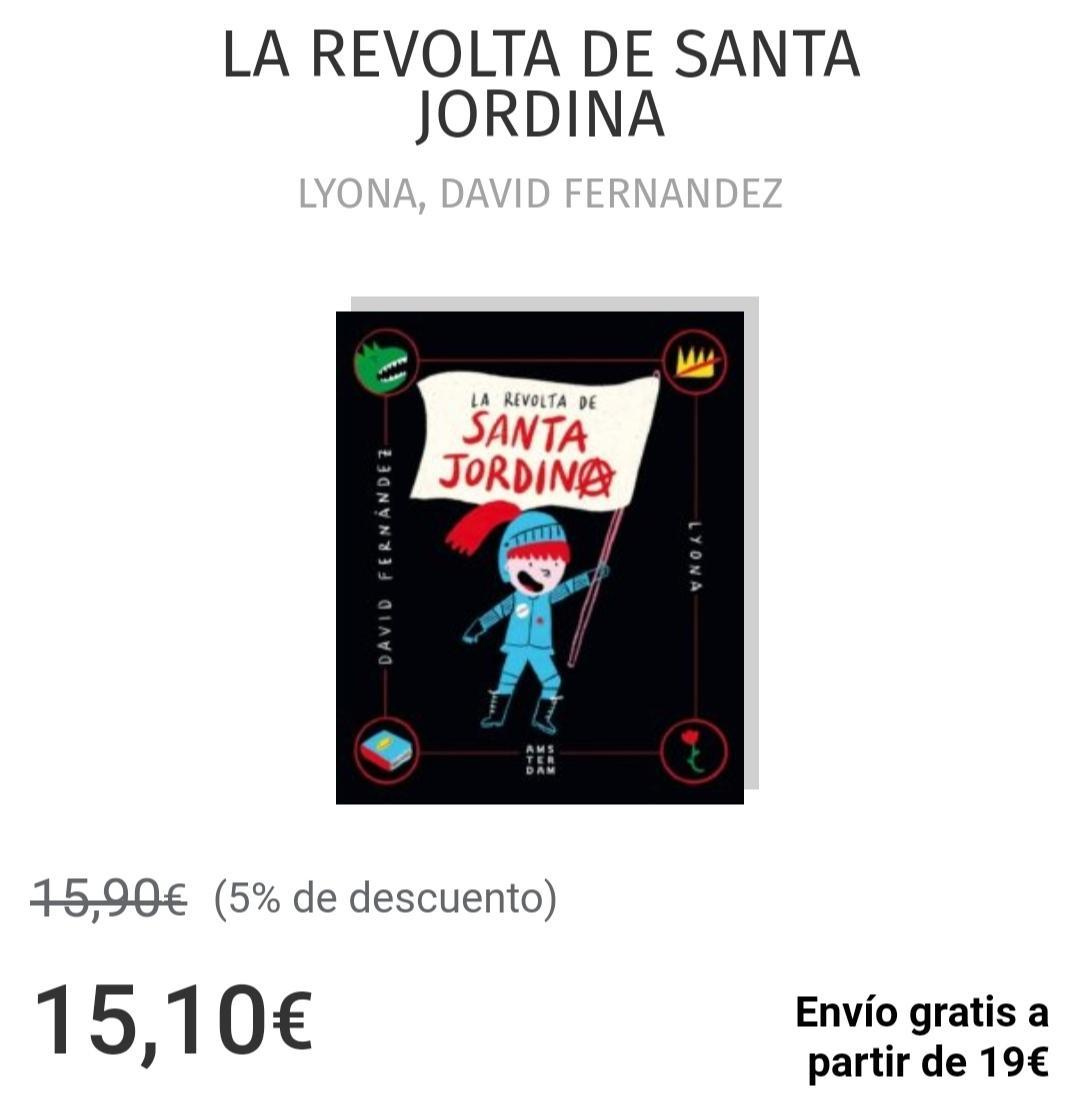 LA REVOLTA DE SANTA
JORDINA
LYONA, DAVID FERNANDEZ
LA REVOLTA DE
SANTA
JORDINA
DAVID FERNÁNDEZ
LYONA
AMS
TER
DAM
15,90€ (5% de descuento)
15,10€
Envío gratis a
partir de 19€